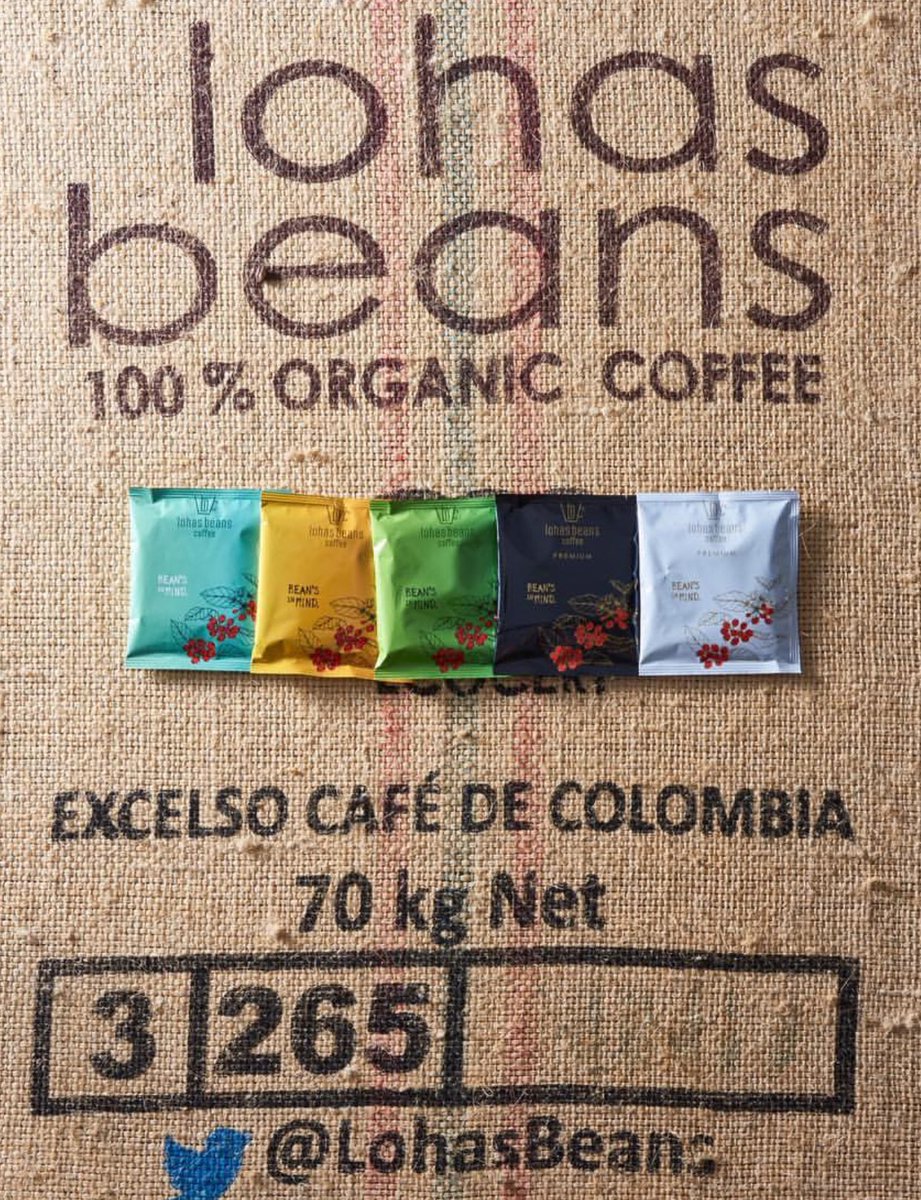 lohas
beans
100 % ORGANIC COFFEE
lohas beans
coffee
BEAN'S
IN MIND.
lohas beans
coffee
BEAN'S
IN MIND.
lohas beans
coffee
BEAN'S
IN MIND.
lohas beans
coffee
PREMIUM
BEAN'S
IN MIND.
lohas beans
coffee
PREMIUM
BEAN'S
IN MIND.
ECOCERT
EXCELSO CAFÉ DE COLOMBIA
70 kg Net
3 265
@LohasBeans